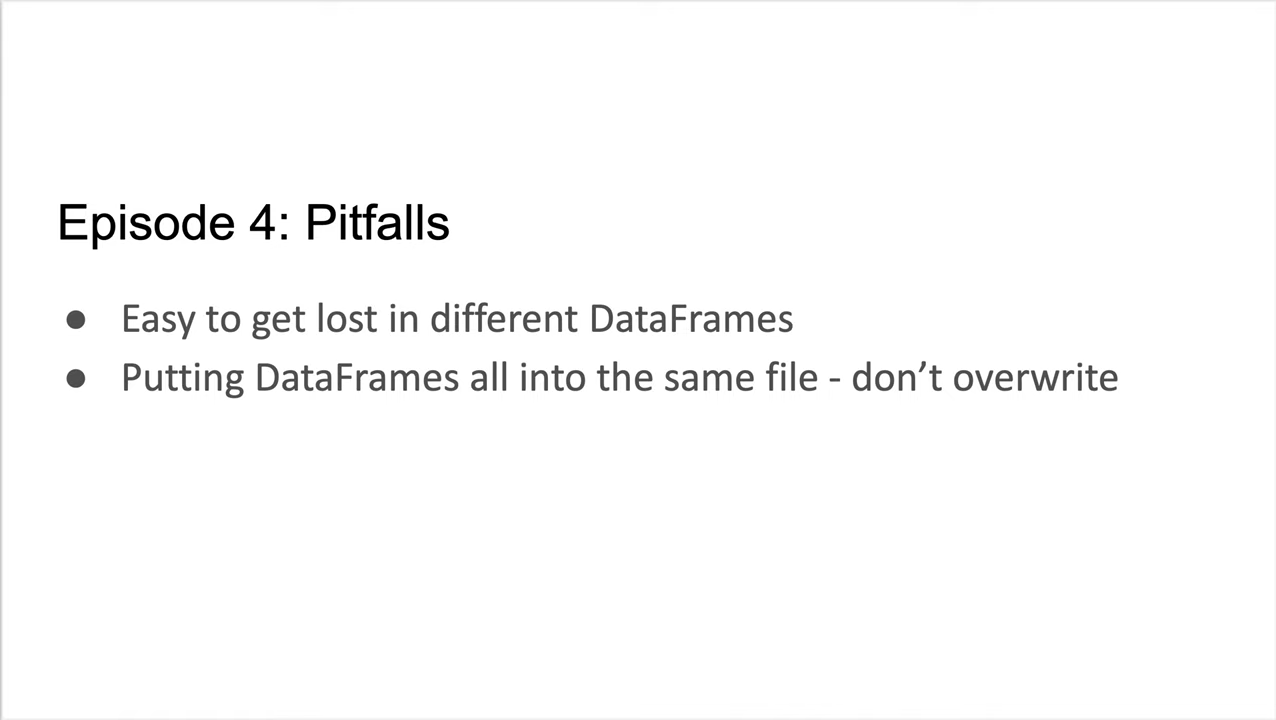 Episode 4: Pitfalls
● Easy to get lost in different DataFrames
● Putting DataFrames all into the same file - don’t overwrite